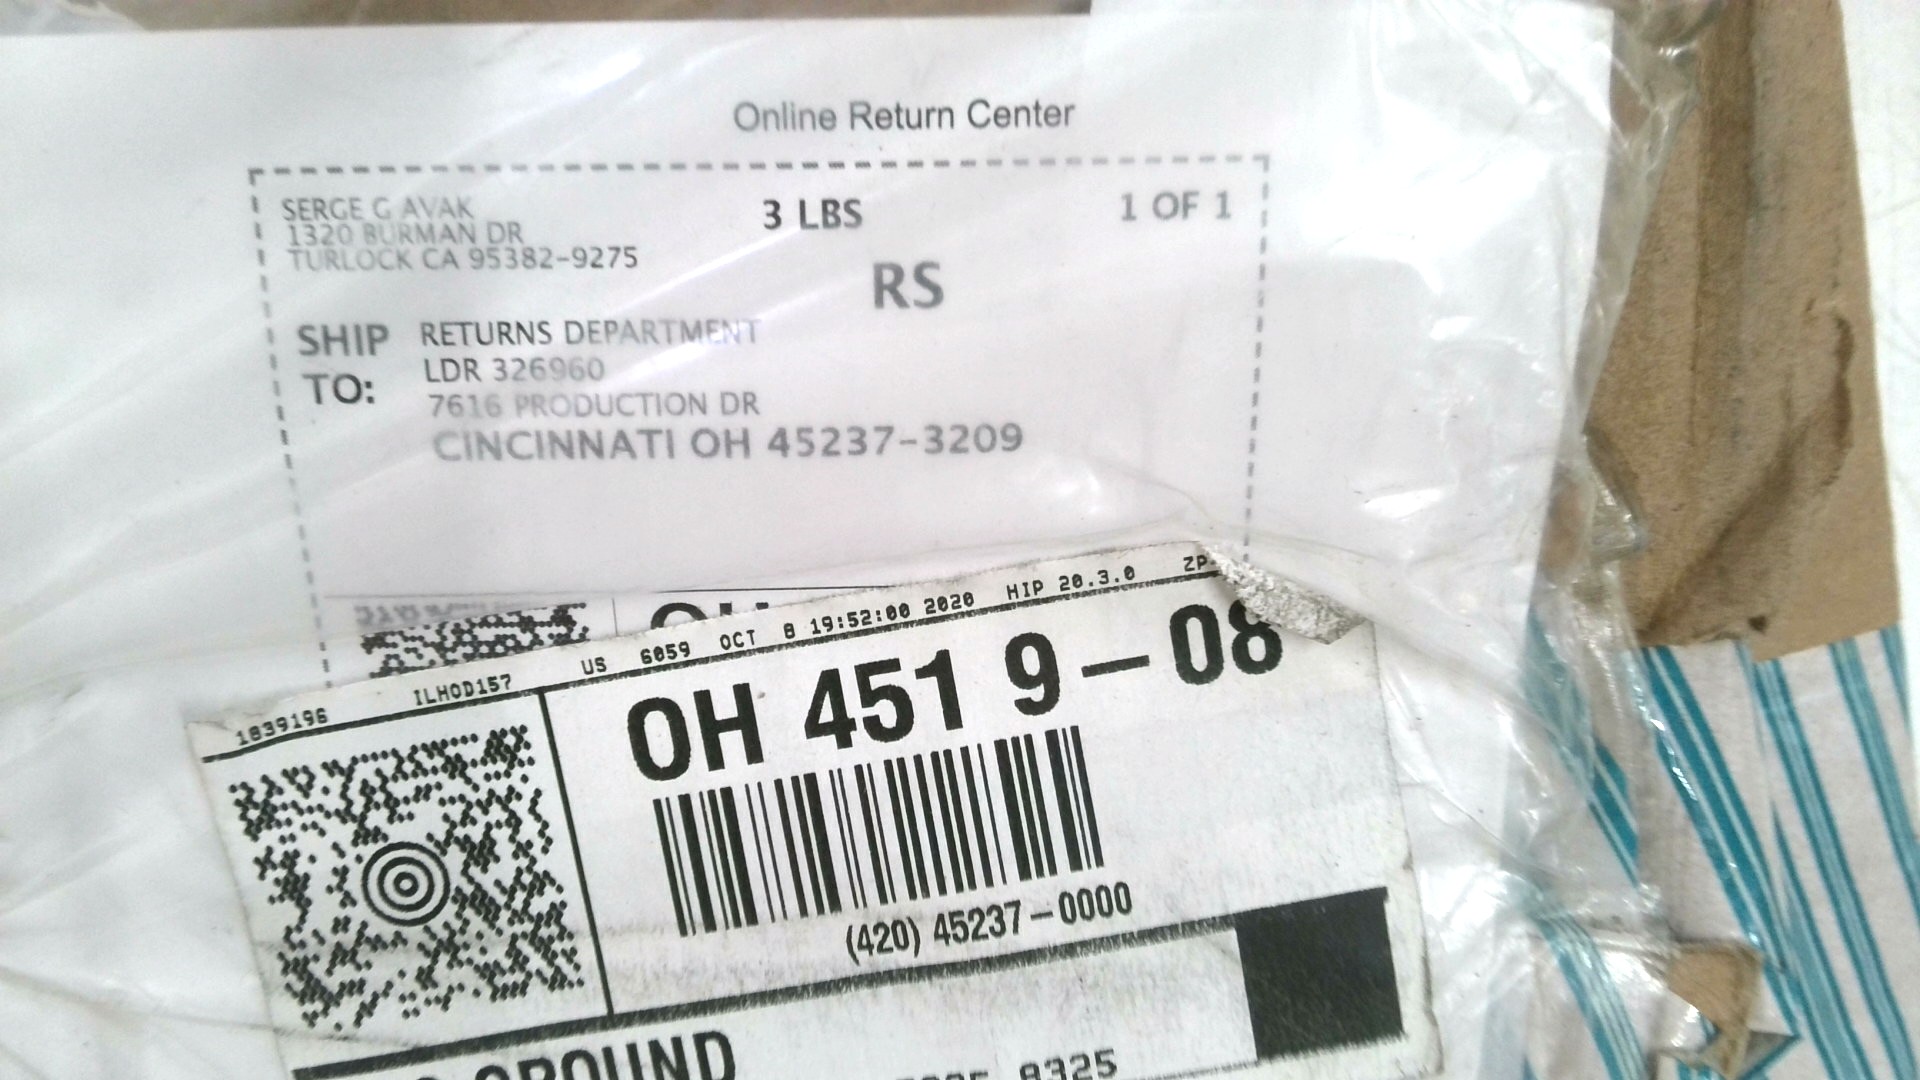 Online Return Center
SERGE G AVAK
1320 BURMAN DR
TURLOCK CA 95382-9275
3 LBS
1 OF 1
RS
SHIP TO:
RETURNS DEPARTMENT
LDR 326960
7616 PRODUCTION DR
CINCINNATI OH 45237-3209
1839196 ILHOD157 US 6059 OCT 8 19:52:00 2020 HIP 20.3.0 ZP
OH 451 9-08
(420) 45237-0000
GROUND
8325